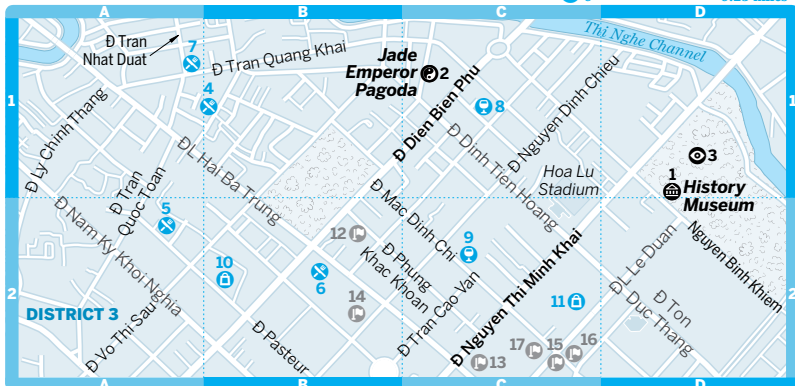 A
B
C
D
Thi Nghe Channel
Đ Tran
Nhat Duat
7
Đ Tran Quang Khai
Jade
Emperor
Pagoda
2
4
8
1
1
Đ Ly Chinh Thang
ĐL Hai Ba Trung
Đ Dien Bien Phu
Đ Nguyen Dinh Chieu
Đ Dinh Tien Hoang
Hoa Lu
Stadium
3
1
History
Museum
Đ Tran
Quoc Toan
5
Đ Nam Ky Khoi Nghia
Đ Mac Dinh Chi
12
9
Đ Phung
Khac Khoan
Nguyen Binh Khiem
ĐL Le Duan
10
6
14
2
2
DISTRICT 3
Đ Vo Thi Sau
Đ Pasteur
Đ Tran Cao Van
Đ Nguyen Thi Minh Khai
11
Đ Ton
Duc Thang
17
15
16
13
A
B
C
D